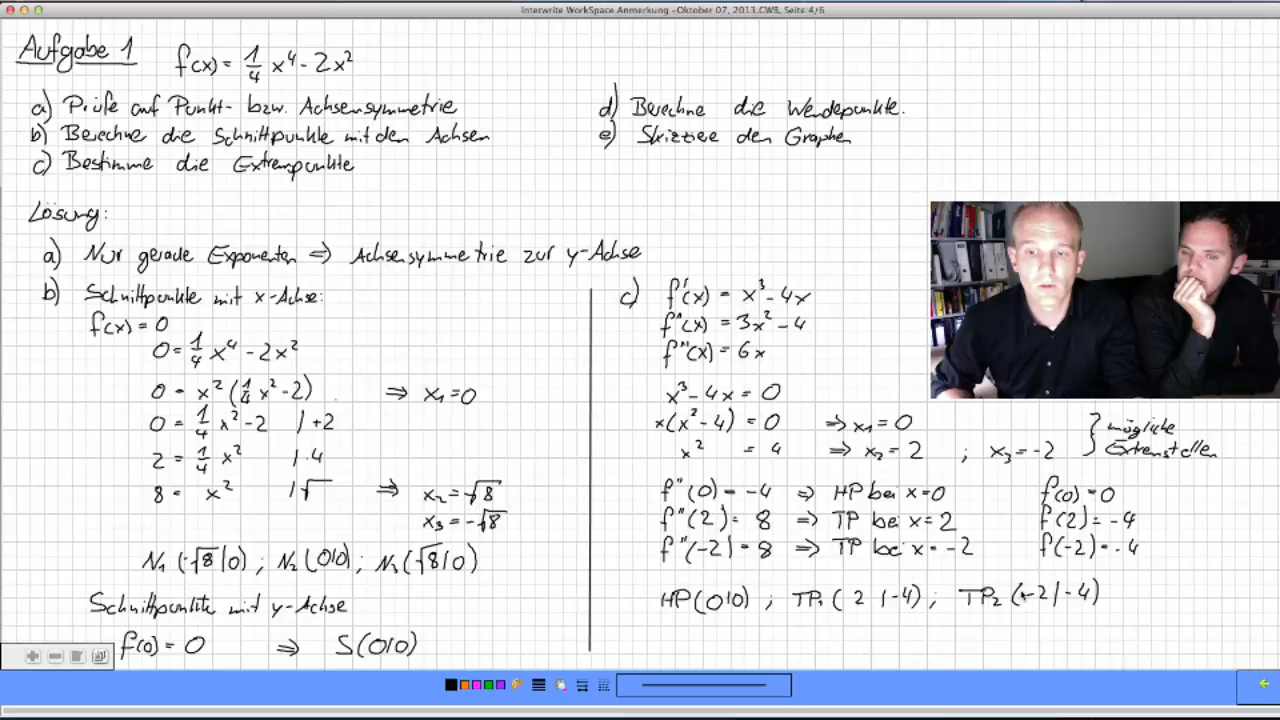 Interwrite WorkSpace Anmerkung -Oktober 07, 2013.CWB, Seite:4/6
Aufgabe 1 f(x) = 1/4 x⁴ - 2x²
a) Prüfe auf Punkt- bzw. Achsensymmetrie
b) Berechne die Schnittpunkte mit den Achsen
c) Bestimme die Extrempunkte
d) Berechne die Wendepunkte.
e) Skizziere den Graphen
Lösung:
a) Nur gerade Exponenten ⇒ Achsensymmetrie zur y-Achse
b) Schnittpunkte mit x-Achse:
f(x) = 0
0 = 1/4 x⁴ - 2x²
0 = x² (1/4 x² - 2) ⇒ x₁ = 0
0 = 1/4 x² - 2 | +2
2 = 1/4 x² | · 4
8 = x² | √ ⇒ x₂ = √8
x₃ = -√8
N₁ (-√8 | 0) ; N₂ (0|0) ; N₃ (√8 | 0)
Schnittpunkte mit y-Achse
f(0) = 0 ⇒ S(0|0)
c) f'(x) = x³ - 4x
f''(x) = 3x² - 4
f'''(x) = 6x
x³ - 4x = 0
x(x² - 4) = 0 ⇒ x₁ = 0
x² = 4 ⇒ x₂ = 2 ; x₃ = -2
} mögliche
Extremstellen
f''(0) = -4 ⇒ HP bei x=0 f(0) = 0
f''(2) = 8 ⇒ TP bei x = 2 f(2) = -4
f''(-2) = 8 ⇒ TP bei x = -2 f(-2) = -4
HP(0|0) ; TP₁ ( 2 | -4) ; TP₂ (-2 | -4)